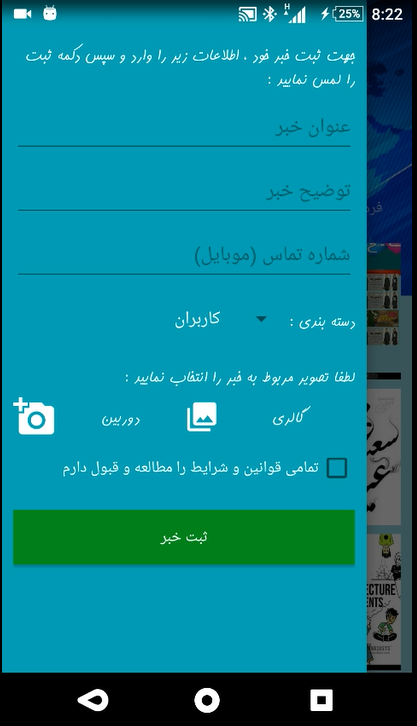 25% 8:22
جهت ثبت خبر خود ، اطلاعات زیر را وارد و سپس دکمه ثبت
را لمس نمایید :
عنوان خبر
توضیح خبر
شماره تماس (موبایل)
دسته بندی : کاربران
لطفا تصویر مربوط به خبر را انتخاب نمایید :
گالری دوربین
تمامی قوانین و شرایط را مطالعه و قبول دارم
ثبت خبر